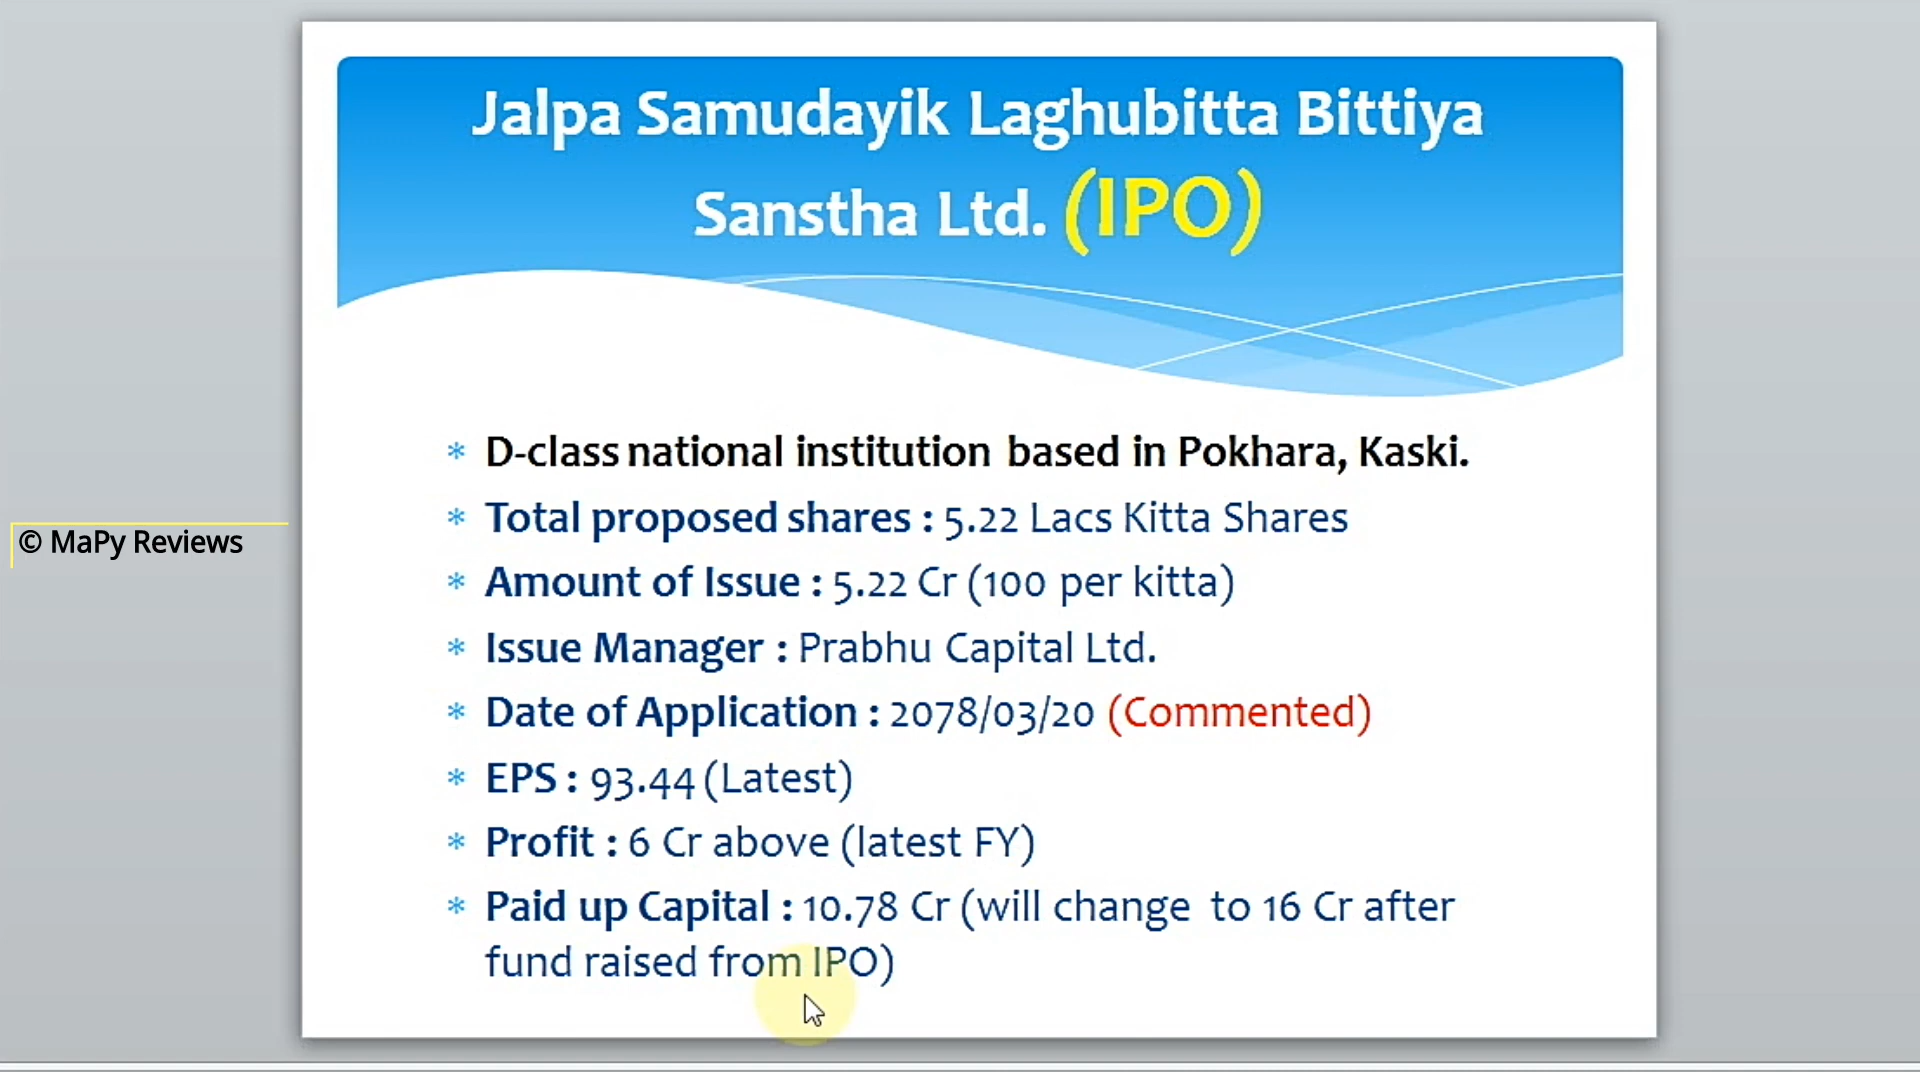 Jalpa Samudayik Laghubitta Bittiya
Sanstha Ltd. (IPO)
* D-class national institution based in Pokhara, Kaski.
* Total proposed shares : 5.22 Lacs Kitta Shares
© MaPy Reviews
* Amount of Issue : 5.22 Cr (100 per kitta)
* Issue Manager : Prabhu Capital Ltd.
* Date of Application : 2078/03/20 (Commented)
* EPS : 93.44 (Latest)
* Profit : 6 Cr above (latest FY)
* Paid up Capital : 10.78 Cr (will change to 16 Cr after
fund raised from IPO)